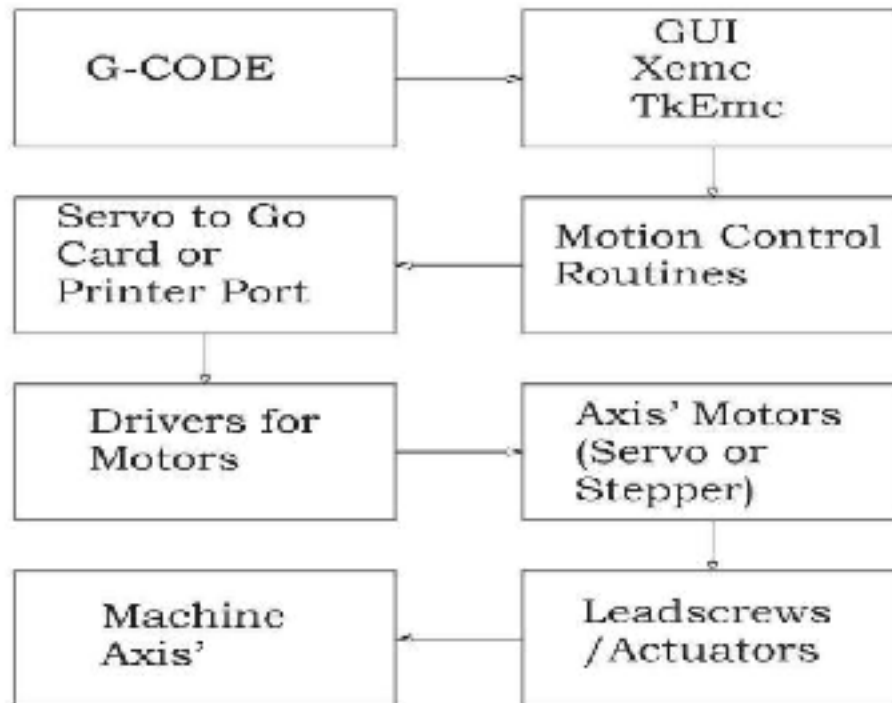 G-CODE
GUI
Xemc
TkEmc
Servo to Go
Card or
Printer Port
Motion Control
Routines
Drivers for
Motors
Axis' Motors
(Servo or
Stepper)
Machine
Axis'
Leadscrews
/Actuators